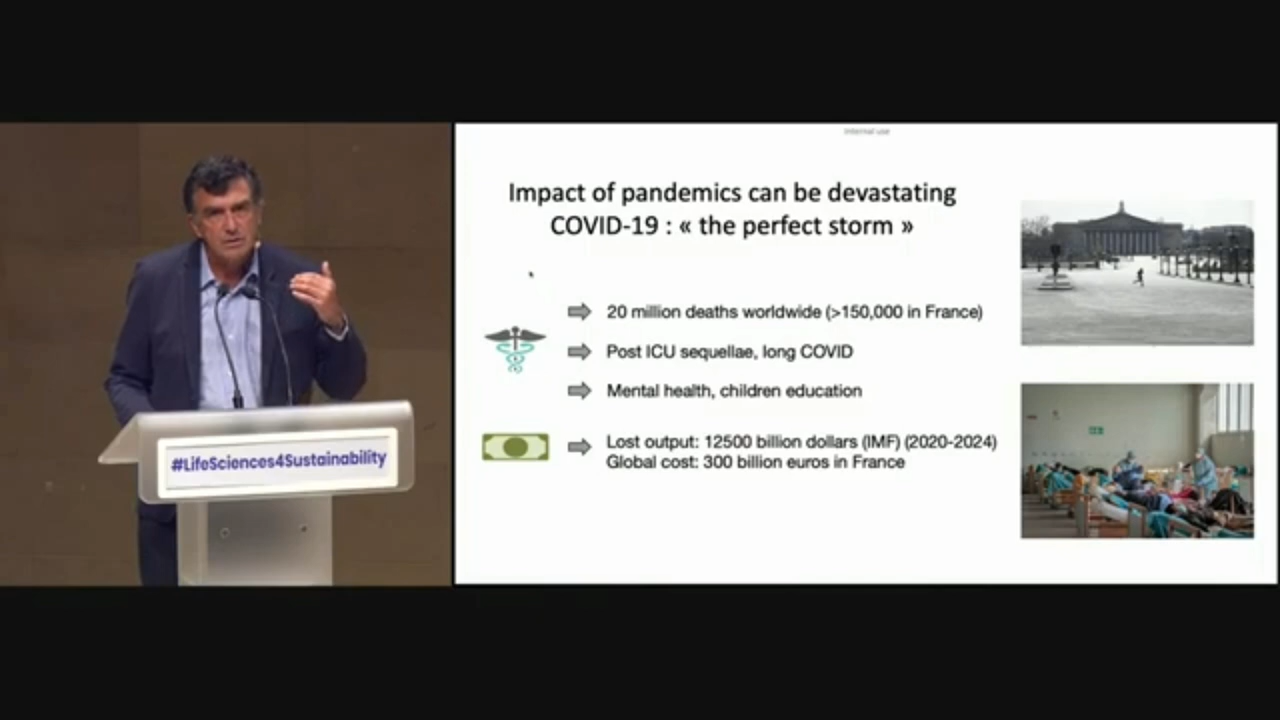 Internal use
Impact of pandemics can be devastating
COVID-19 : « the perfect storm »
20 million deaths worldwide (>150,000 in France)
Post ICU sequellae, long COVID
Mental health, children education
Lost output: 12500 billion dollars (IMF) (2020-2024)
Global cost: 300 billion euros in France
#LifeSciences4Sustainability